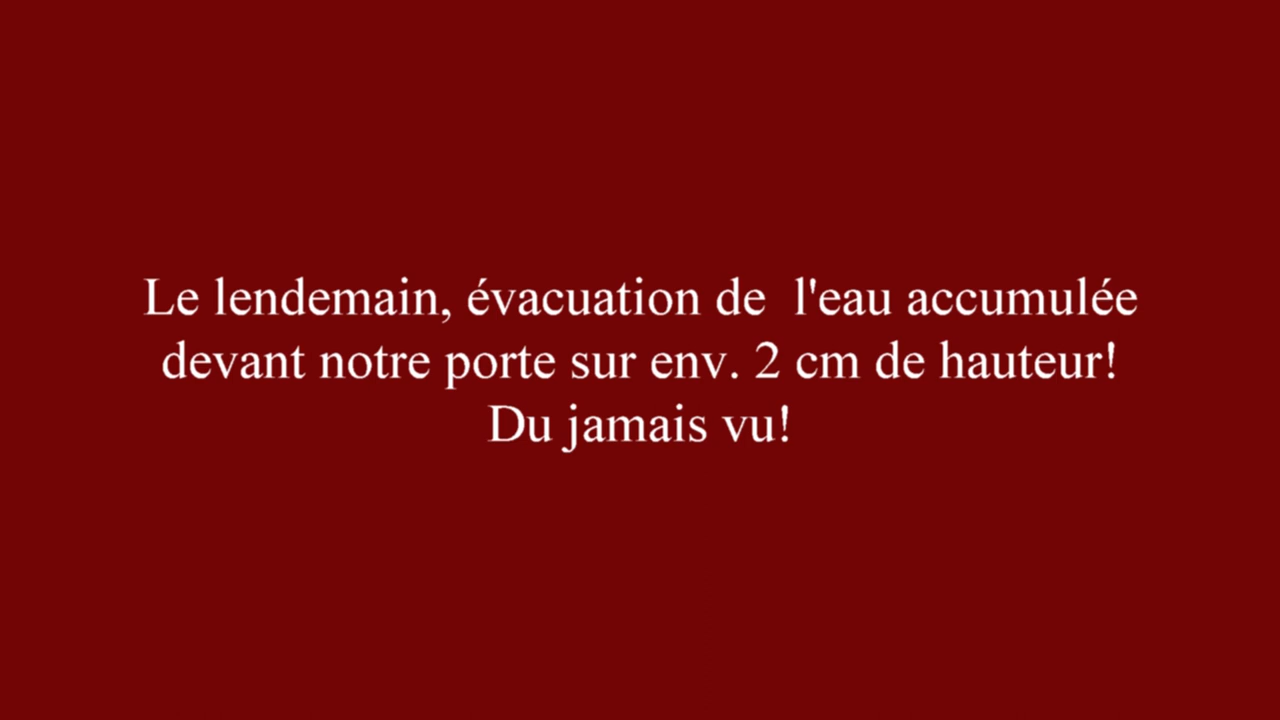 Le lendemain, évacuation de  l'eau accumulée
devant notre porte sur env. 2 cm de hauteur!
Du jamais vu!